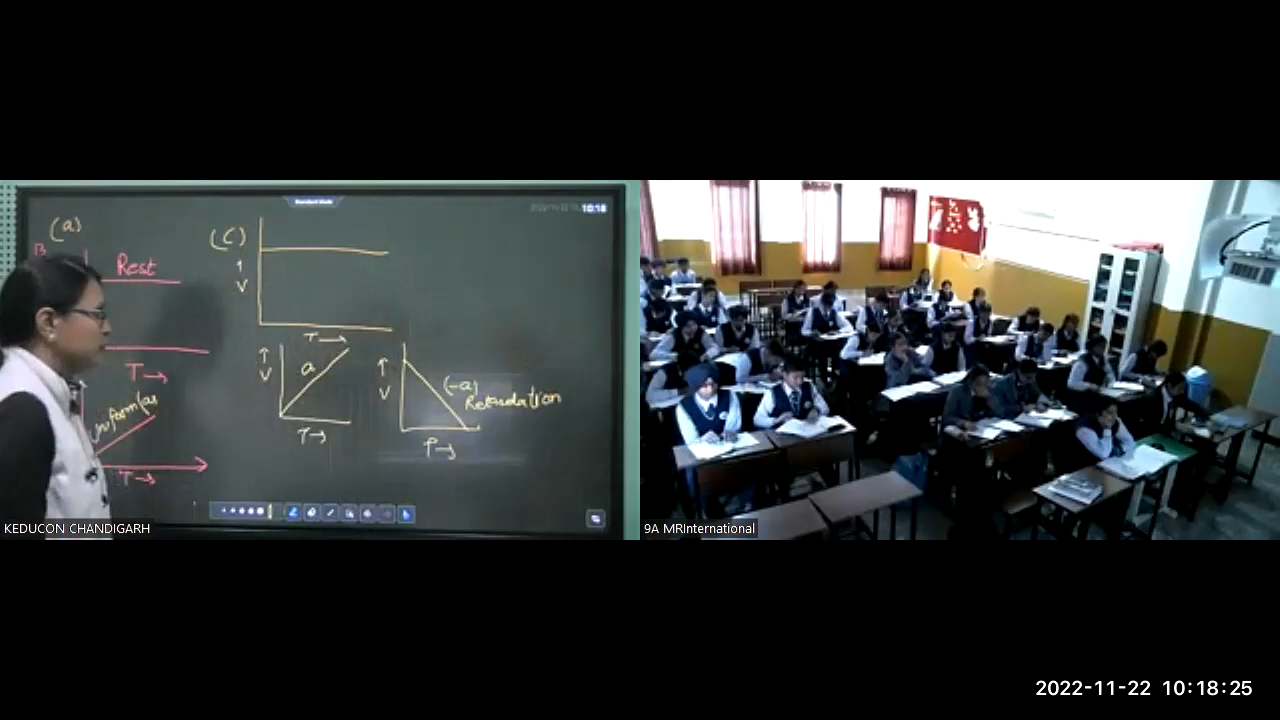 10:18
(a)
B
Rest
T→
uniform
T→
(C)
↑
V
T→
↑
V
a
T→
↑
V
(-a)
Retardation
T→
KEDUCON CHANDIGARH
9A MRInternational
2022-11-22 10:18:25